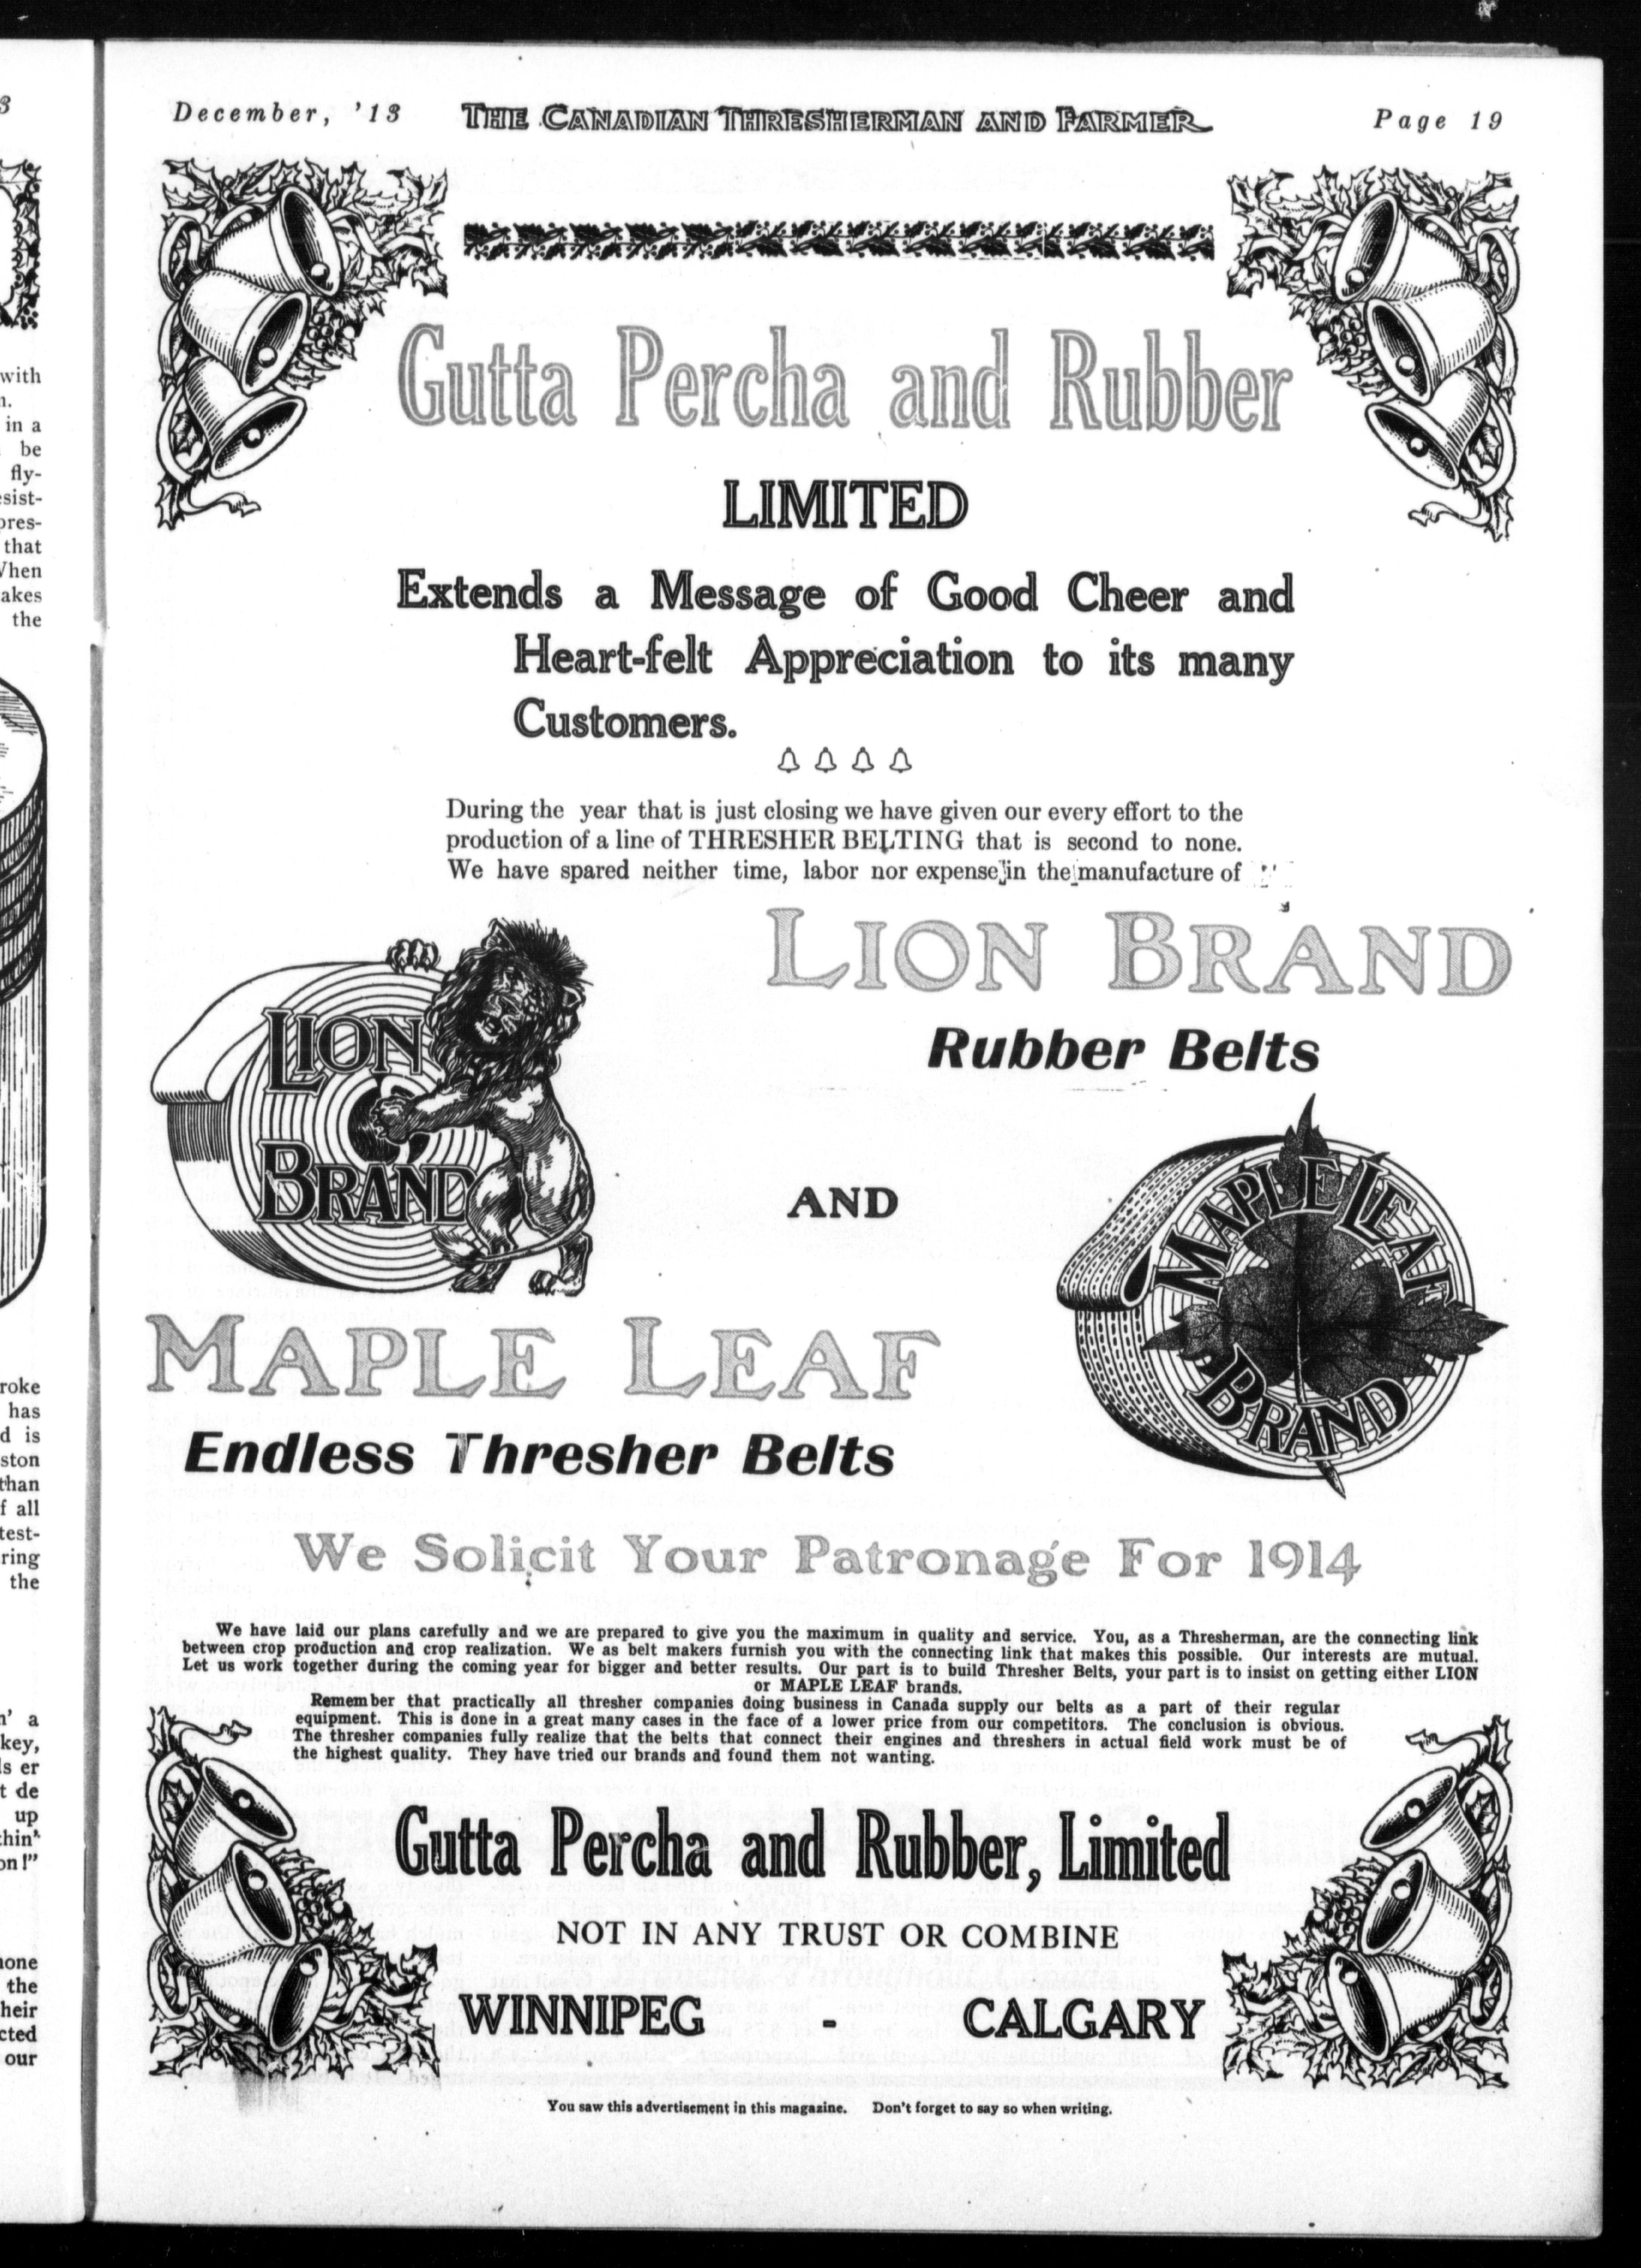 December, '13 THE CANADIAN THRESHERMAN AND FARMER Page 19
Gutta Percha and Rubber
LIMITED
Extends a Message of Good Cheer and
Heart-felt Appreciation to its many
Customers.
During the year that is just closing we have given our every effort to the
production of a line of THRESHER BELTING that is second to none.
We have spared neither time, labor nor expense in the manufacture of
LION BRAND
Rubber Belts
LION
BRAND
AND
MAPLE LEAF
BRAND
MAPLE LEAF
Endless Thresher Belts
We Solicit Your Patronage For 1914
We have laid our plans carefully and we are prepared to give you the maximum in quality and service. You, as a Thresherman, are the connecting link
between crop production and crop realization. We as belt makers furnish you with the connecting link that makes this possible. Our interests are mutual.
Let us work together during the coming year for bigger and better results. Our part is to build Thresher Belts, your part is to insist on getting either LION
or MAPLE LEAF brands.
Remember that practically all thresher companies doing business in Canada supply our belts as a part of their regular
equipment. This is done in a great many cases in the face of a lower price from our competitors. The conclusion is obvious.
The thresher companies fully realize that the belts that connect their engines and threshers in actual field work must be of
the highest quality. They have tried our brands and found them not wanting.
Gutta Percha and Rubber, Limited
NOT IN ANY TRUST OR COMBINE
WINNIPEG - CALGARY
You saw this advertisement in this magazine. Don't forget to say so when writing.
with
in a
be
fly-
that
the
has
is
all
the
a
up
the
our